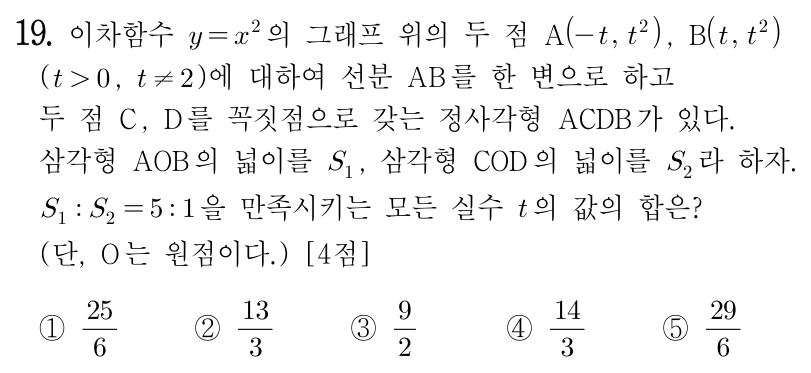 19. 이차함수 y=x²의 그래프 위의 두 점 A(-t, t²), B(t, t²)
(t>0, t≠2)에 대하여 선분 AB를 한 변으로 하고
두 점 C, D를 꼭짓점으로 갖는 정사각형 ACDB가 있다.
삼각형 AOB의 넓이를 S₁, 삼각형 COD의 넓이를 S₂라 하자.
S₁ : S₂ = 5 : 1을 만족시키는 모든 실수 t의 값의 합은?
(단, O는 원점이다.) [4점]
① 25/6 ② 13/3 ③ 9/2 ④ 14/3 ⑤ 29/6